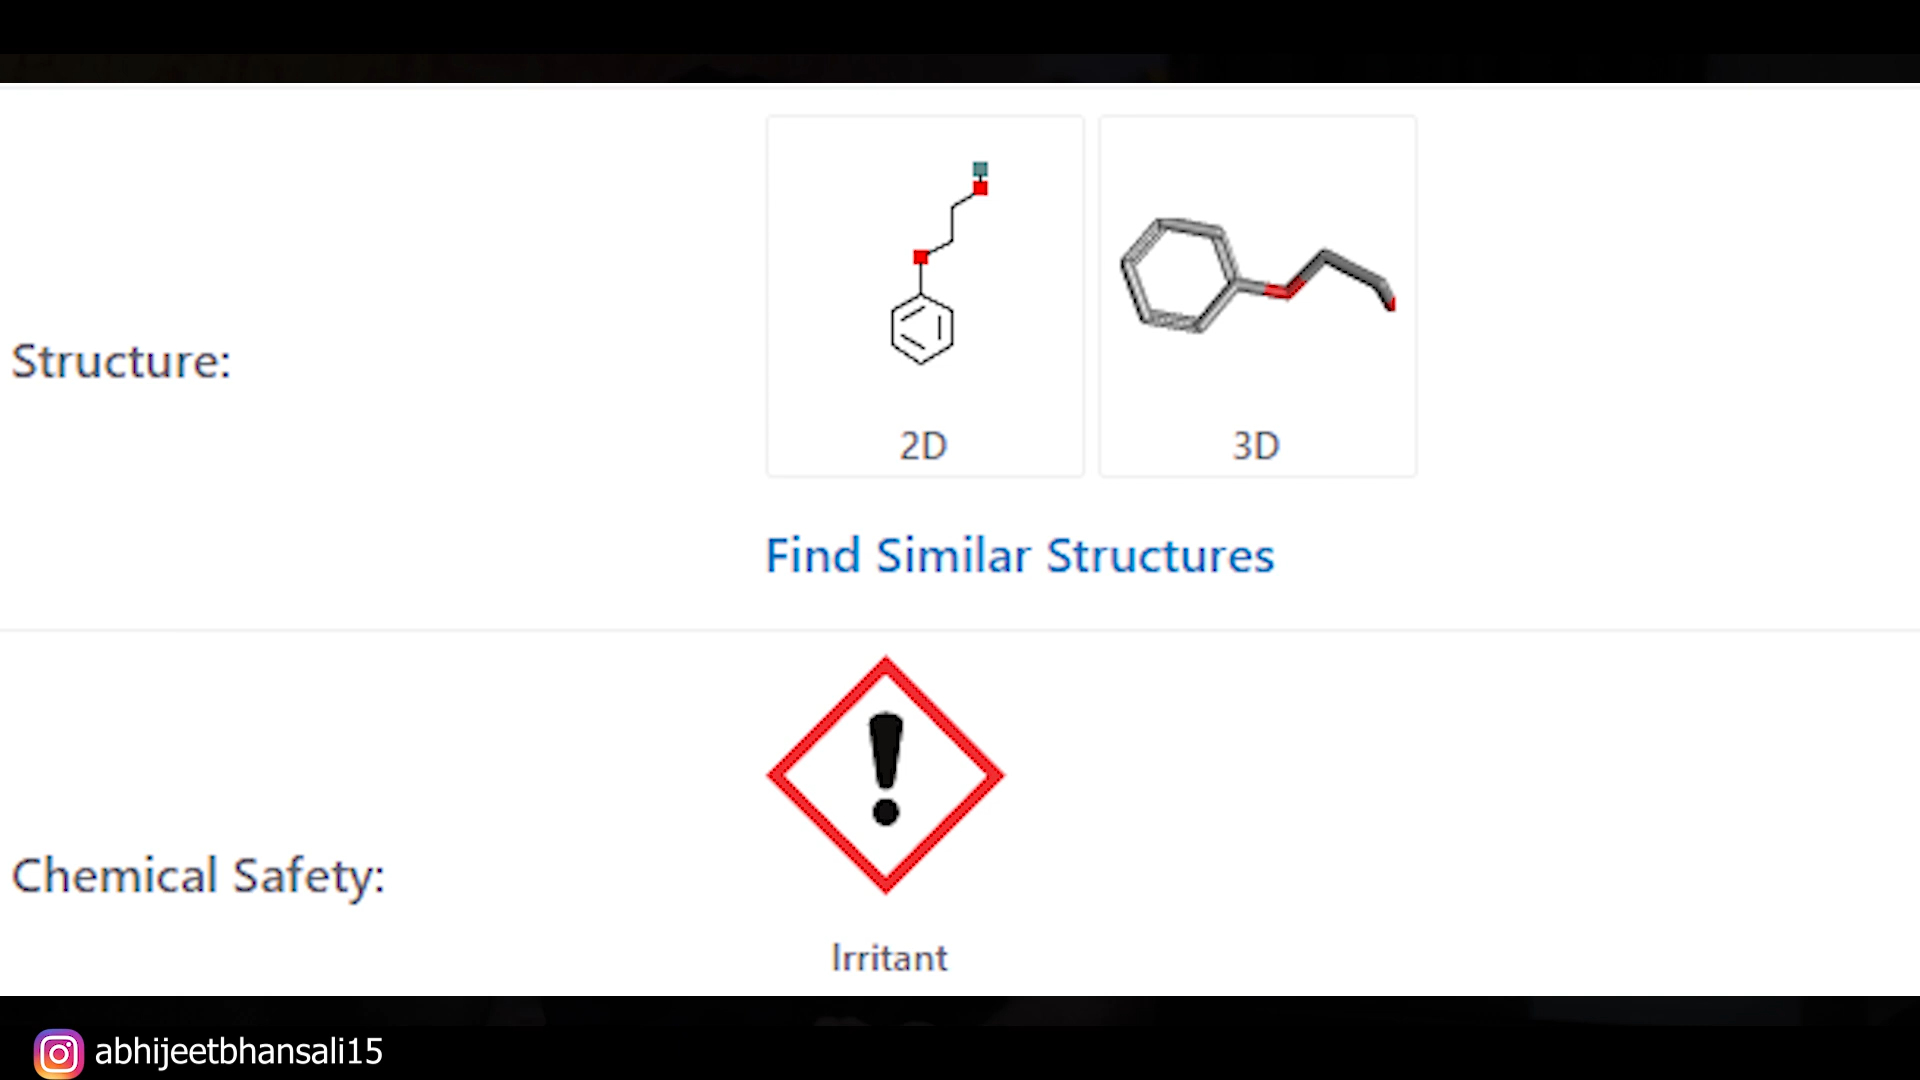 Structure:
2D
3D
Find Similar Structures
Chemical Safety:
Irritant
abhijeetbhansali15